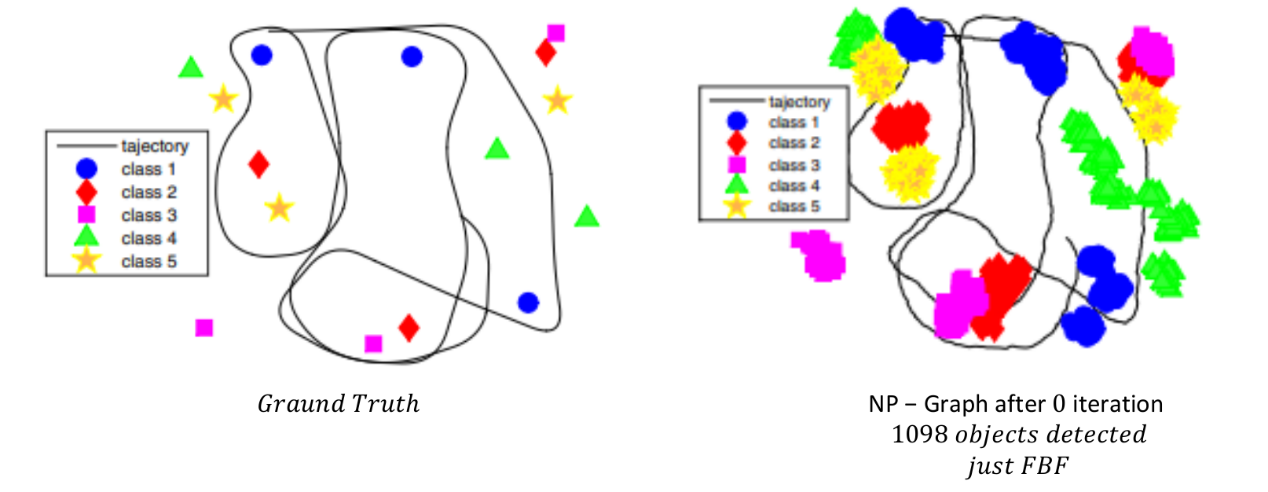 tajectory
class 1
class 2
class 3
class 4
class 5
Graund Truth
tajectory
class 1
class 2
class 3
class 4
class 5
NP − Graph after 0 iteration
1098 objects detected
just FBF